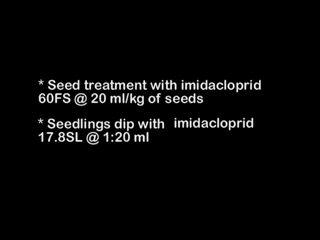 * Seed treatment with imidacloprid
60FS @ 20 ml/kg of seeds
* Seedlings dip with imidacloprid
17.8SL @ 1:20 ml